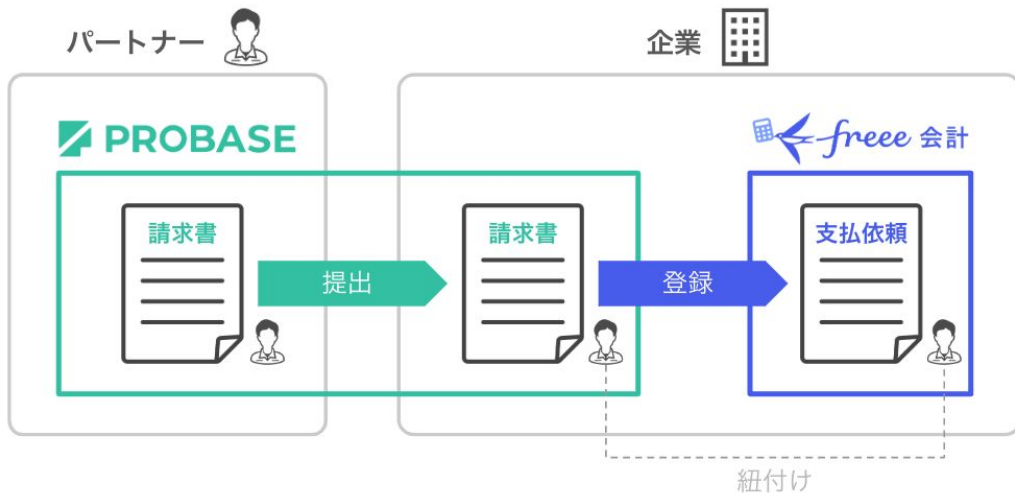 パートナー
企業
PROBASE
freee 会計
請求書
請求書
支払依頼
提出
登録
紐付け